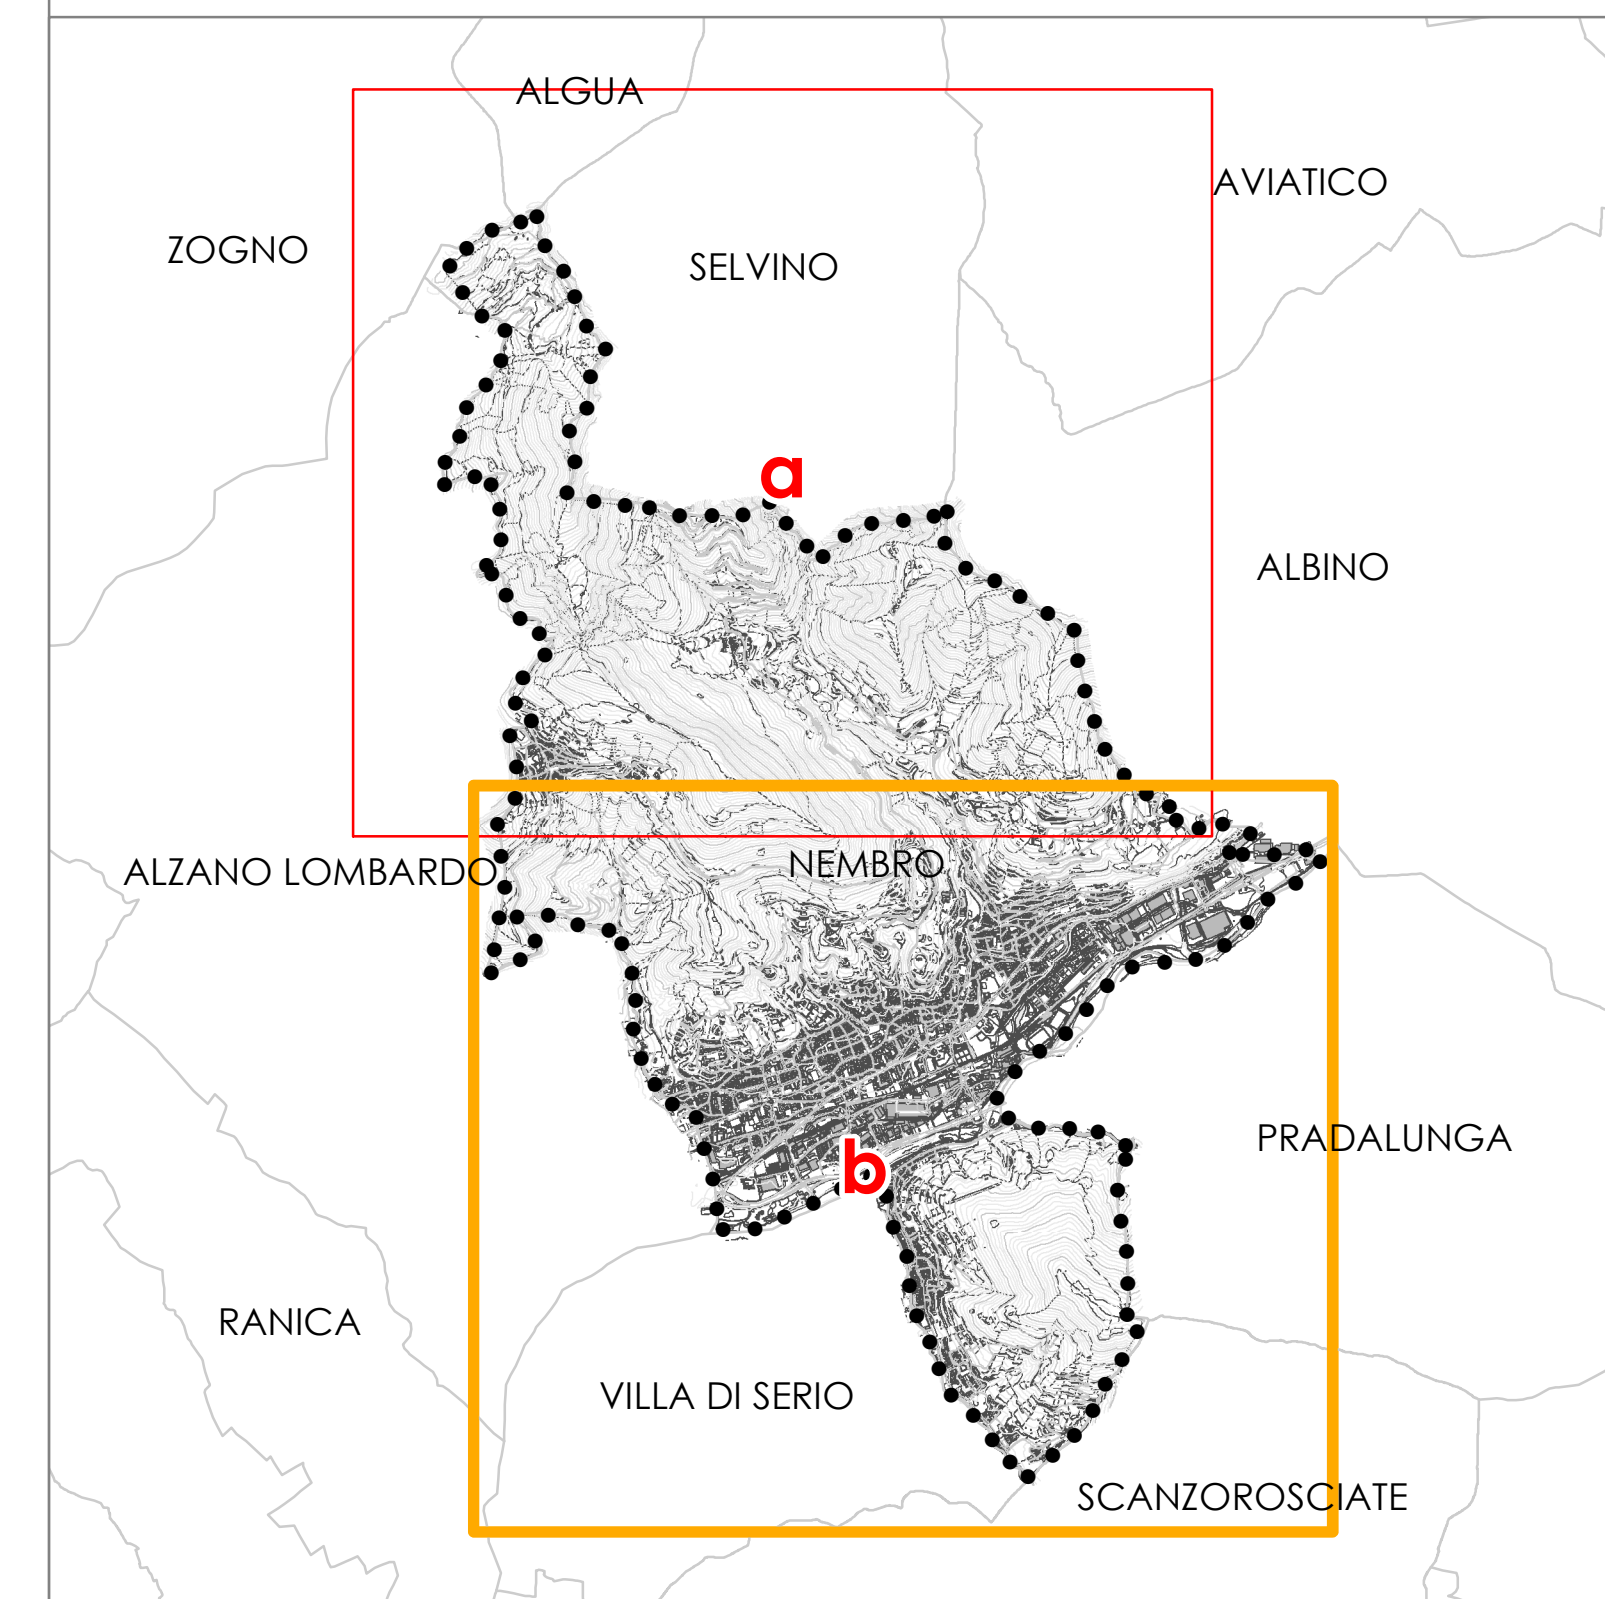 ALGUA
AVIATICO
ZOGNO
SELVINO
a
ALBINO
NEMBRO
ALZANO LOMBARDO
PRADALUNGA
b
RANICA
VILLA DI SERIO
SCANZOROSCIATE